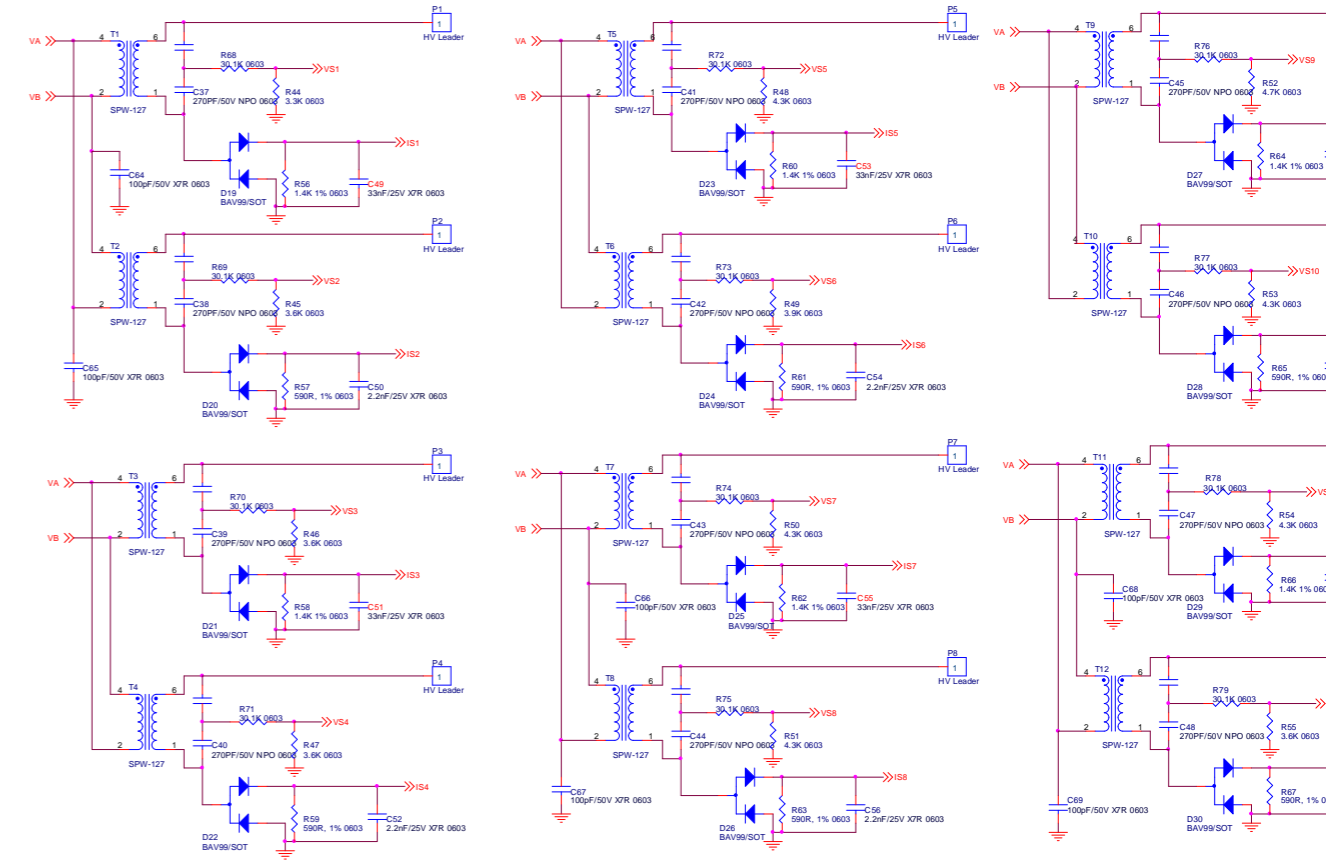 P1
1
HV Leader
VA
4
T1
6
R68
30.1K 0603
VS1
VB
2
1
SPW-127
C37
270PF/50V NPO 0603
R44
3.3K 0603
IS1
C64
100pF/50V X7R 0603
D19
BAV99/SOT
R56
1.4K 1% 0603
C49
33nF/25V X7R 0603
P2
1
HV Leader
4
T2
6
R69
30.1K 0603
VS2
2
1
SPW-127
C38
270PF/50V NPO 0603
R45
3.6K 0603
IS2
C65
100pF/50V X7R 0603
D20
BAV99/SOT
R57
590R, 1% 0603
C50
2.2nF/25V X7R 0603
P3
1
HV Leader
VA
4
T3
6
R70
30.1K 0603
VS3
VB
2
1
SPW-127
C39
270PF/50V NPO 0603
R46
3.6K 0603
IS3
D21
BAV99/SOT
R58
1.4K 1% 0603
C51
33nF/25V X7R 0603
P4
1
HV Leader
4
T4
6
R71
30.1K 0603
VS4
2
1
SPW-127
C40
270PF/50V NPO 0603
R47
3.6K 0603
IS4
D22
BAV99/SOT
R59
590R, 1% 0603
C52
2.2nF/25V X7R 0603
P5
1
HV Leader
VA
4
T5
6
R72
30.1K 0603
VS5
VB
2
1
SPW-127
C41
270PF/50V NPO 0603
R48
4.3K 0603
IS5
D23
BAV99/SOT
R60
1.4K 1% 0603
C53
33nF/25V X7R 0603
P6
1
HV Leader
4
T6
6
R73
30.1K 0603
VS6
2
1
SPW-127
C42
270PF/50V NPO 0603
R49
3.9K 0603
IS6
D24
BAV99/SOT
R61
590R, 1% 0603
C54
2.2nF/25V X7R 0603
P7
1
HV Leader
VA
4
T7
6
R74
30.1K 0603
VS7
VB
2
1
SPW-127
C43
270PF/50V NPO 0603
R50
4.3K 0603
IS7
C66
100pF/50V X7R 0603
D25
BAV99/SOT
R62
1.4K 1% 0603
C55
33nF/25V X7R 0603
P8
1
HV Leader
4
T8
6
R75
30.1K 0603
VS8
2
1
SPW-127
C44
270PF/50V NPO 0603
R51
4.3K 0603
IS8
C67
100pF/50V X7R 0603
D26
BAV99/SOT
R63
590R, 1% 0603
C56
2.2nF/25V X7R 0603
VA
4
T9
6
R76
30.1K 0603
VS9
VB
2
1
SPW-127
C45
270PF/50V NPO 0603
R52
4.7K 0603
D27
BAV99/SOT
R64
1.4K 1% 0603
4
T10
6
R77
30.1K 0603
VS10
2
1
SPW-127
C46
270PF/50V NPO 0603
R53
4.3K 0603
D28
BAV99/SOT
R65
590R, 1% 060
VA
4
T11
6
R78
30.1K 0603
VS
VB
2
1
SPW-127
C47
270PF/50V NPO 0603
R54
4.3K 0603
C68
100pF/50V X7R 0603
D29
BAV99/SOT
R66
1.4K 1% 060
4
T12
6
R79
30.1K 0603
2
1
SPW-127
C48
270PF/50V NPO 0603
R55
3.6K 0603
C69
100pF/50V X7R 0603
D30
BAV99/SOT
R67
590R, 1% 0